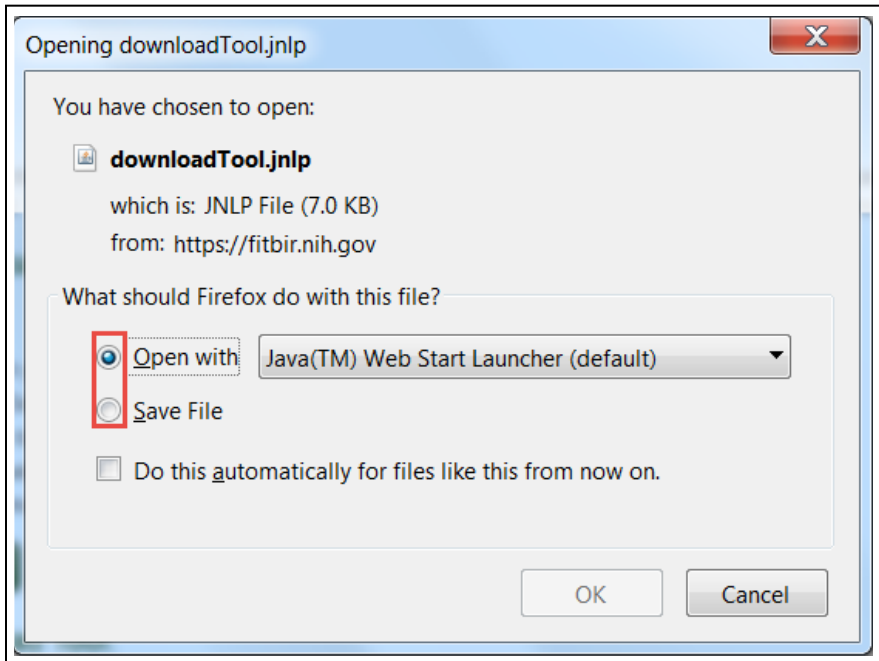 Opening downloadTool.jnlp
You have chosen to open:
downloadTool.jnlp
which is: JNLP File (7.0 KB)
from: https://fitbir.nih.gov
What should Firefox do with this file?
Open with Java(TM) Web Start Launcher (default)
Save File
Do this automatically for files like this from now on.
OK Cancel